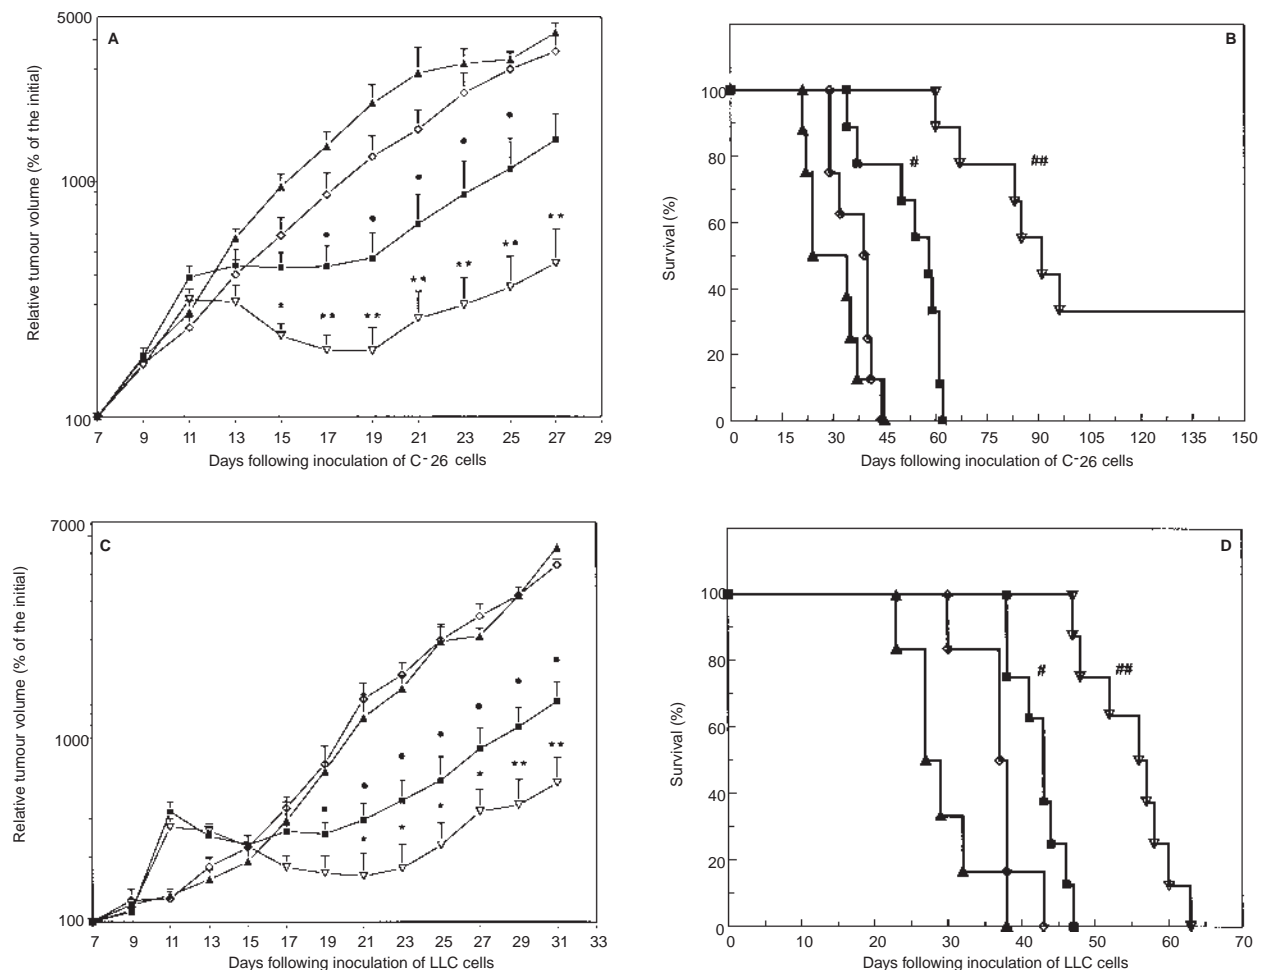 A
Relative tumour volume (% of the initial)
5000
1000
100
7 9 11 13 15 17 19 21 23 25 27 29
Days following inoculation of C-26 cells
* ** ** ** ** ** **
B
Survival (%)
100
80
60
40
20
0
# ##
0 15 30 45 60 75 90 105 120 135 150
Days following inoculation of C-26 cells
C
Relative tumour volume (% of the initial)
7000
1000
100
7 9 11 13 15 17 19 21 23 25 27 29 31 33
Days following inoculation of LLC cells
* * * * ** **
D
Survival (%)
100
80
60
40
20
0
# ##
0 10 20 30 40 50 60 70
Days following inoculation of LLC cells